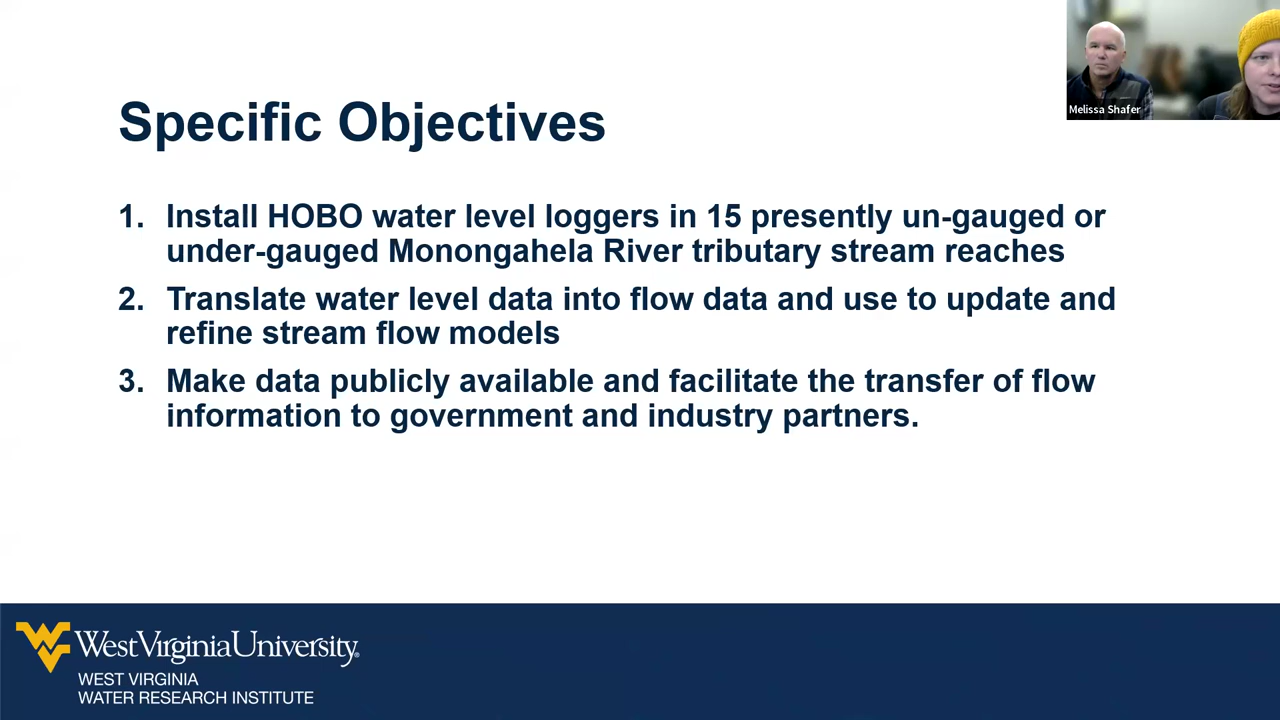 Melissa Shafer
Specific Objectives
1. Install HOBO water level loggers in 15 presently un-gauged or
under-gauged Monongahela River tributary stream reaches
2. Translate water level data into flow data and use to update and
refine stream flow models
3. Make data publicly available and facilitate the transfer of flow
information to government and industry partners.
WV West Virginia University®
WEST VIRGINIA
WATER RESEARCH INSTITUTE